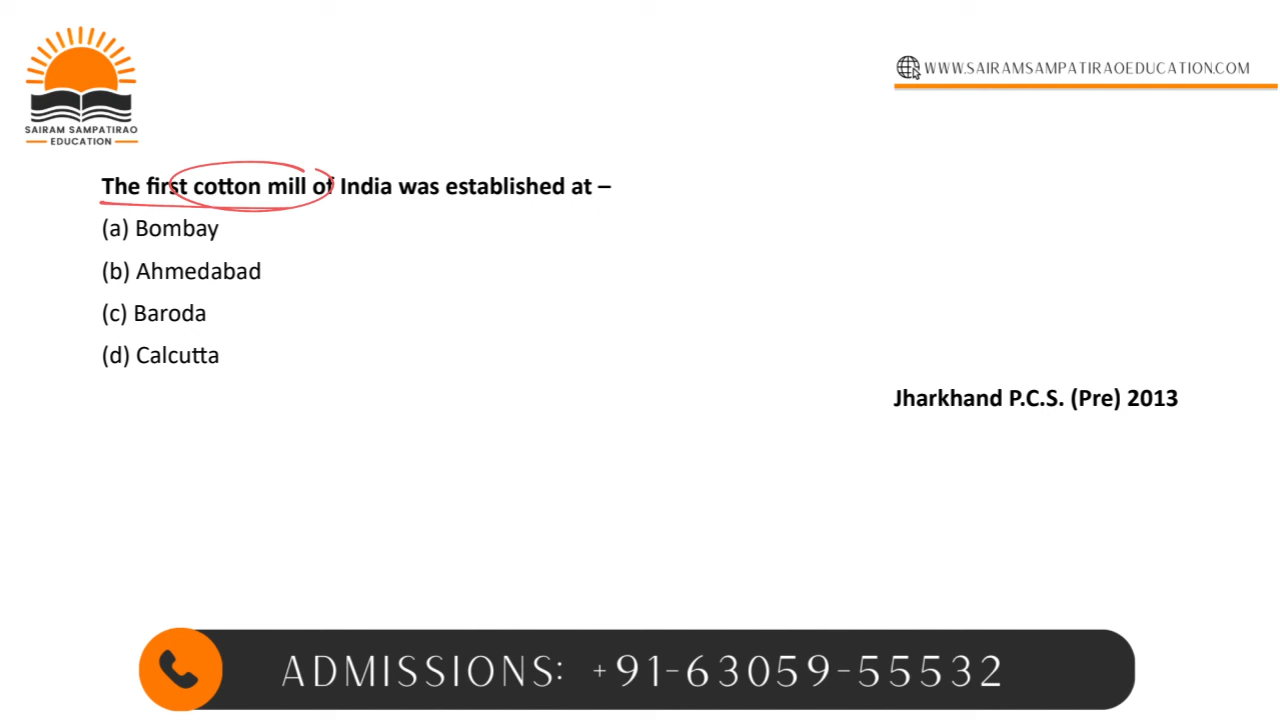 SAIRAM SAMPATIRAO
EDUCATION
WWW.SAIRAMSAMPATIRAOEDUCATION.COM
The first cotton mill of India was established at –
(a) Bombay
(b) Ahmedabad
(c) Baroda
(d) Calcutta
Jharkhand P.C.S. (Pre) 2013
ADMISSIONS: +91-63059-55532